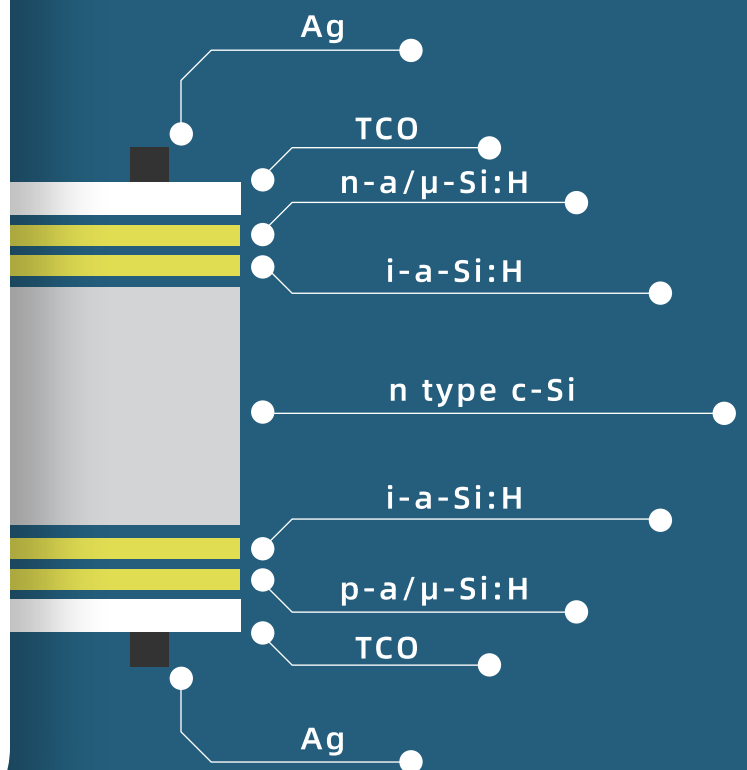 Ag
TCO
n-a/μ-Si:H
i-a-Si:H
n type c-Si
i-a-Si:H
p-a/μ-Si:H
TCO
Ag